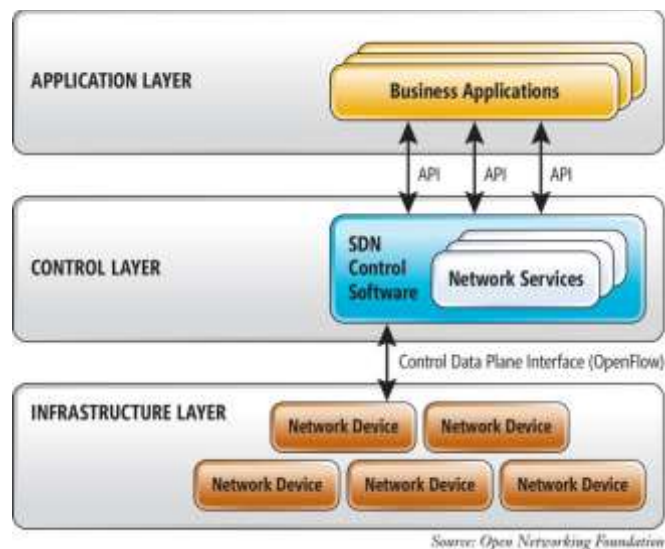 APPLICATION LAYER
Business Applications
API
API
API
CONTROL LAYER
SDN
Control
Software
Network Services
Control Data Plane Interface (OpenFlow)
INFRASTRUCTURE LAYER
Network Device
Network Device
Network Device
Network Device
Network Device
Source: Open Networking Foundation